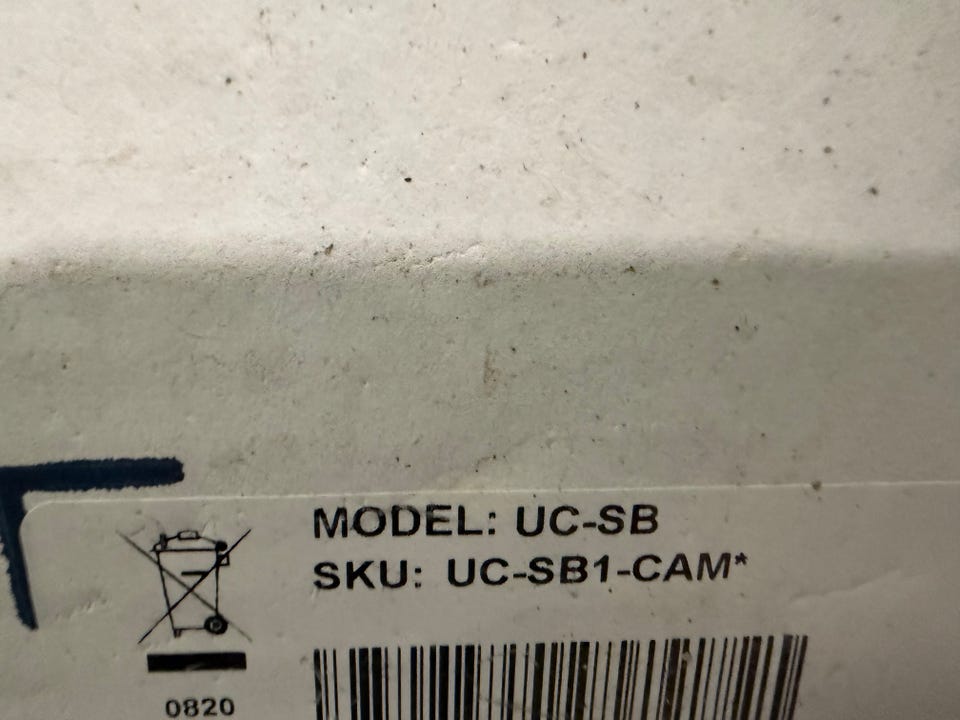 MODEL: UC-SB
SKU: UC-SB1-CAM*
0820